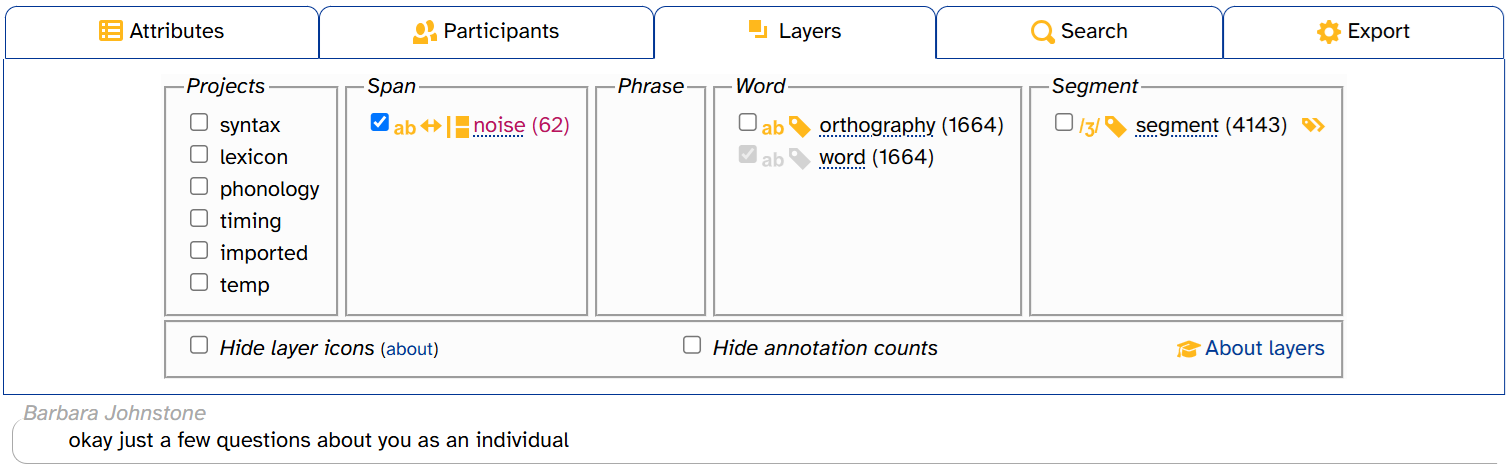 Attributes Participants Layers Search Export
Projects Span Phrase Word Segment
syntax ab noise (62) ab orthography (1664) /ʒ/ segment (4143)
lexicon ab word (1664)
phonology
timing
imported
temp
Hide layer icons (about) Hide annotation counts About layers
Barbara Johnstone
okay just a few questions about you as an individual